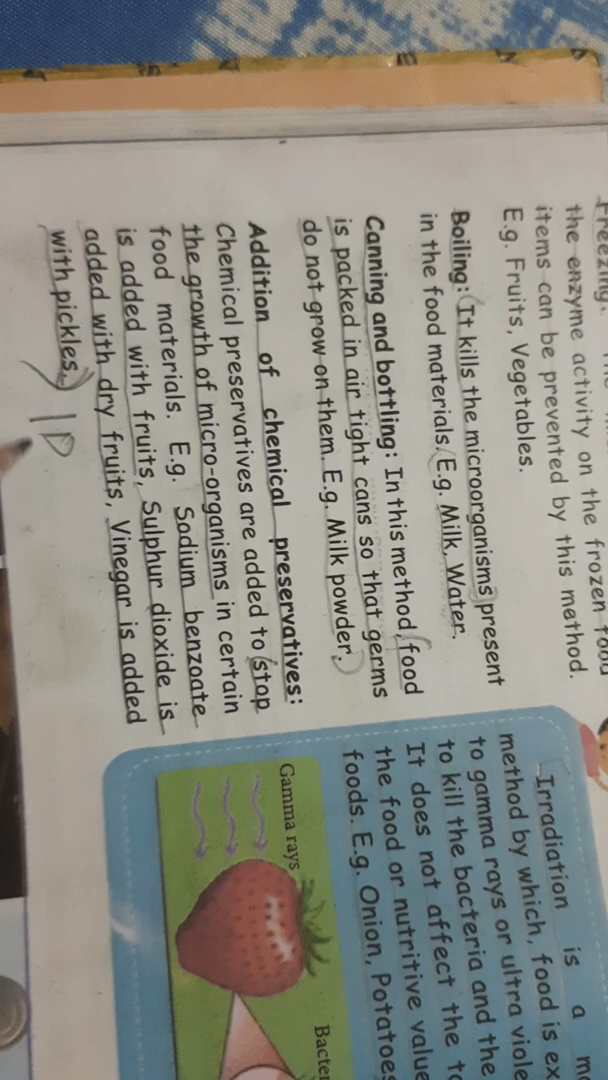 Freezing:
the enzyme activity on the frozen food
items can be prevented by this method.
E.g. Fruits, Vegetables.
Boiling: It kills the microorganisms present
in the food materials. E.g. Milk, Water.
Canning and bottling: In this method, food
is packed in air tight cans so that germs
do not grow on them. E.g. Milk powder.
Addition of chemical preservatives:
Chemical preservatives are added to stop
the growth of micro-organisms in certain
food materials. E.g. Sodium benzoate
is added with fruits, Sulphur dioxide is
added with dry fruits, Vinegar is added
with pickles.
Irradiation is a
method by which, food is
to gamma rays or ultra
to kill the bacteria and the
It does not affect the
the food or nutritive value
foods. E.g. Onion, Potatoes
Gamma rays